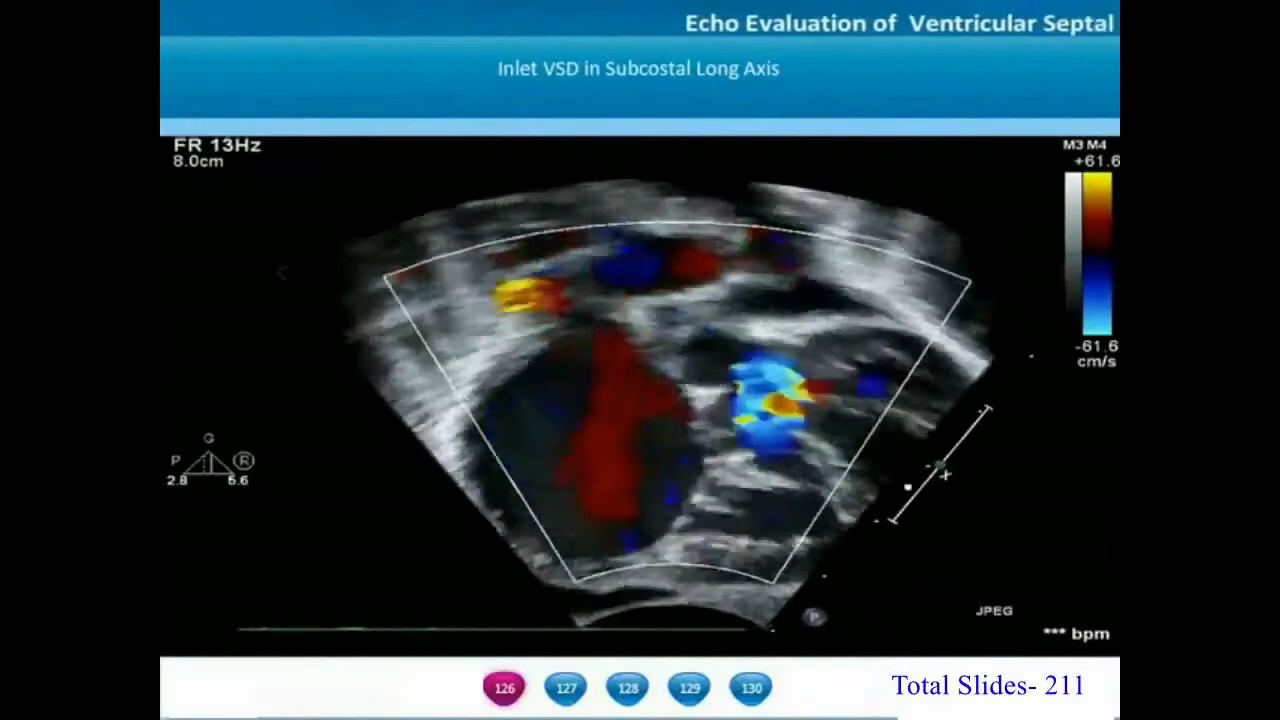 Echo Evaluation of Ventricular Septal
Inlet VSD in Subcostal Long Axis
FR 13Hz
8.0cm
M3 M4
+61.6
-61.6
cm/s
G
P R
2.8 5.6
x
P
JPEG
*** bpm
126 127 128 129 130
Total Slides- 211